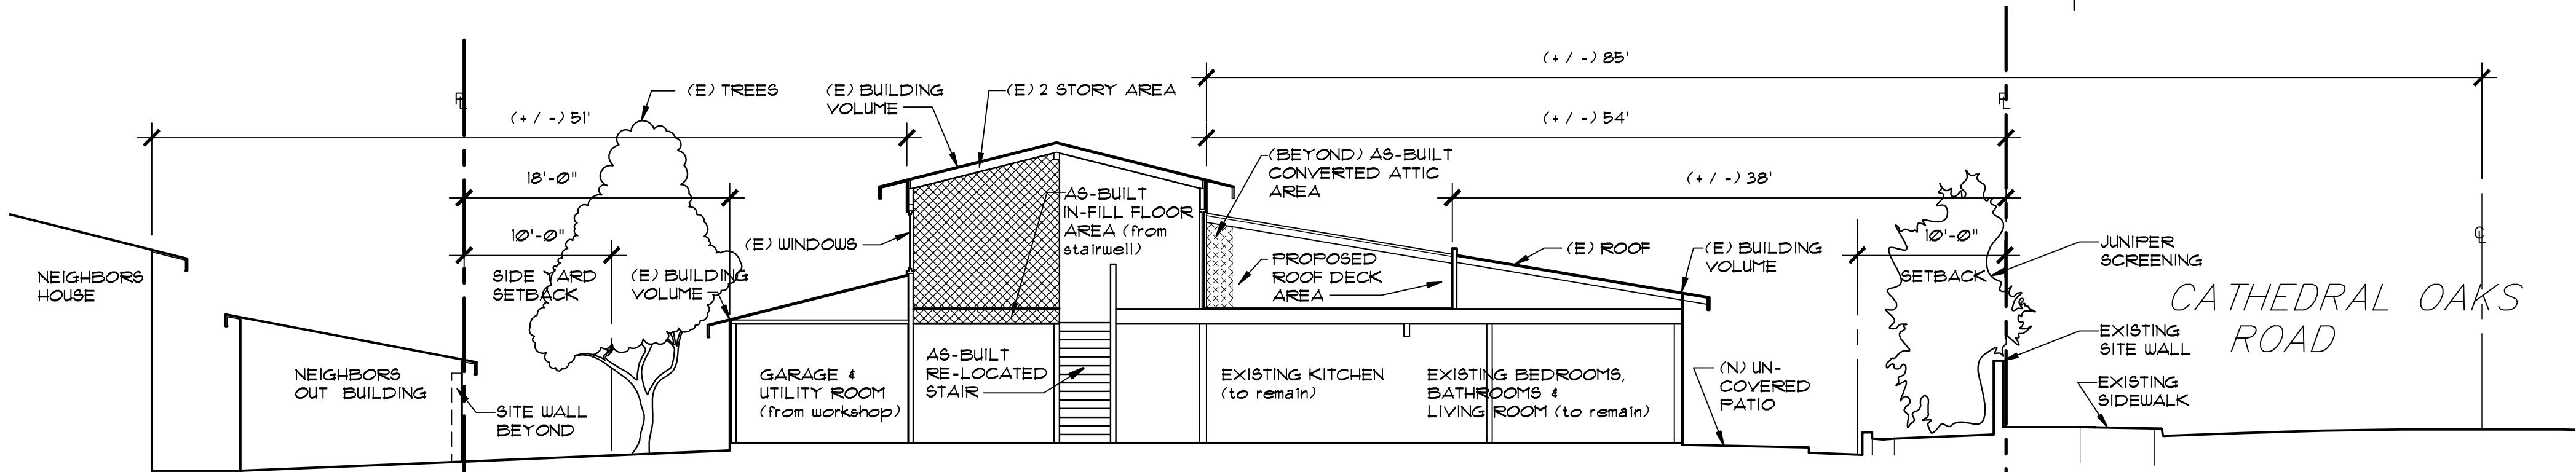 (+ / -) 85'
(+ / -) 51'
(E) TREES
(E) BUILDING
VOLUME
(E) 2 STORY AREA
(+ / -) 54'
PL
PL
18'-0"
(BEYOND) AS-BUILT
CONVERTED ATTIC
AREA
(+ / -) 38'
AS-BUILT
IN-FILL FLOOR
AREA (from
stairwell)
10'-0"
(E) WINDOWS
(E) ROOF
(E) BUILDING
VOLUME
10'-0"
JUNIPER
SCREENING
CL
NEIGHBORS
HOUSE
SIDE YARD
SETBACK
(E) BUILDING
VOLUME
PROPOSED
ROOF DECK
AREA
SETBACK
CATHEDRAL OAKS
ROAD
EXISTING
SITE WALL
NEIGHBORS
OUT BUILDING
GARAGE &
UTILITY ROOM
(from workshop)
AS-BUILT
RE-LOCATED
STAIR
EXISTING KITCHEN
(to remain)
EXISTING BEDROOMS,
BATHROOMS &
LIVING ROOM (to remain)
(N) UN-
COVERED
PATIO
EXISTING
SIDEWALK
SITE WALL
BEYOND